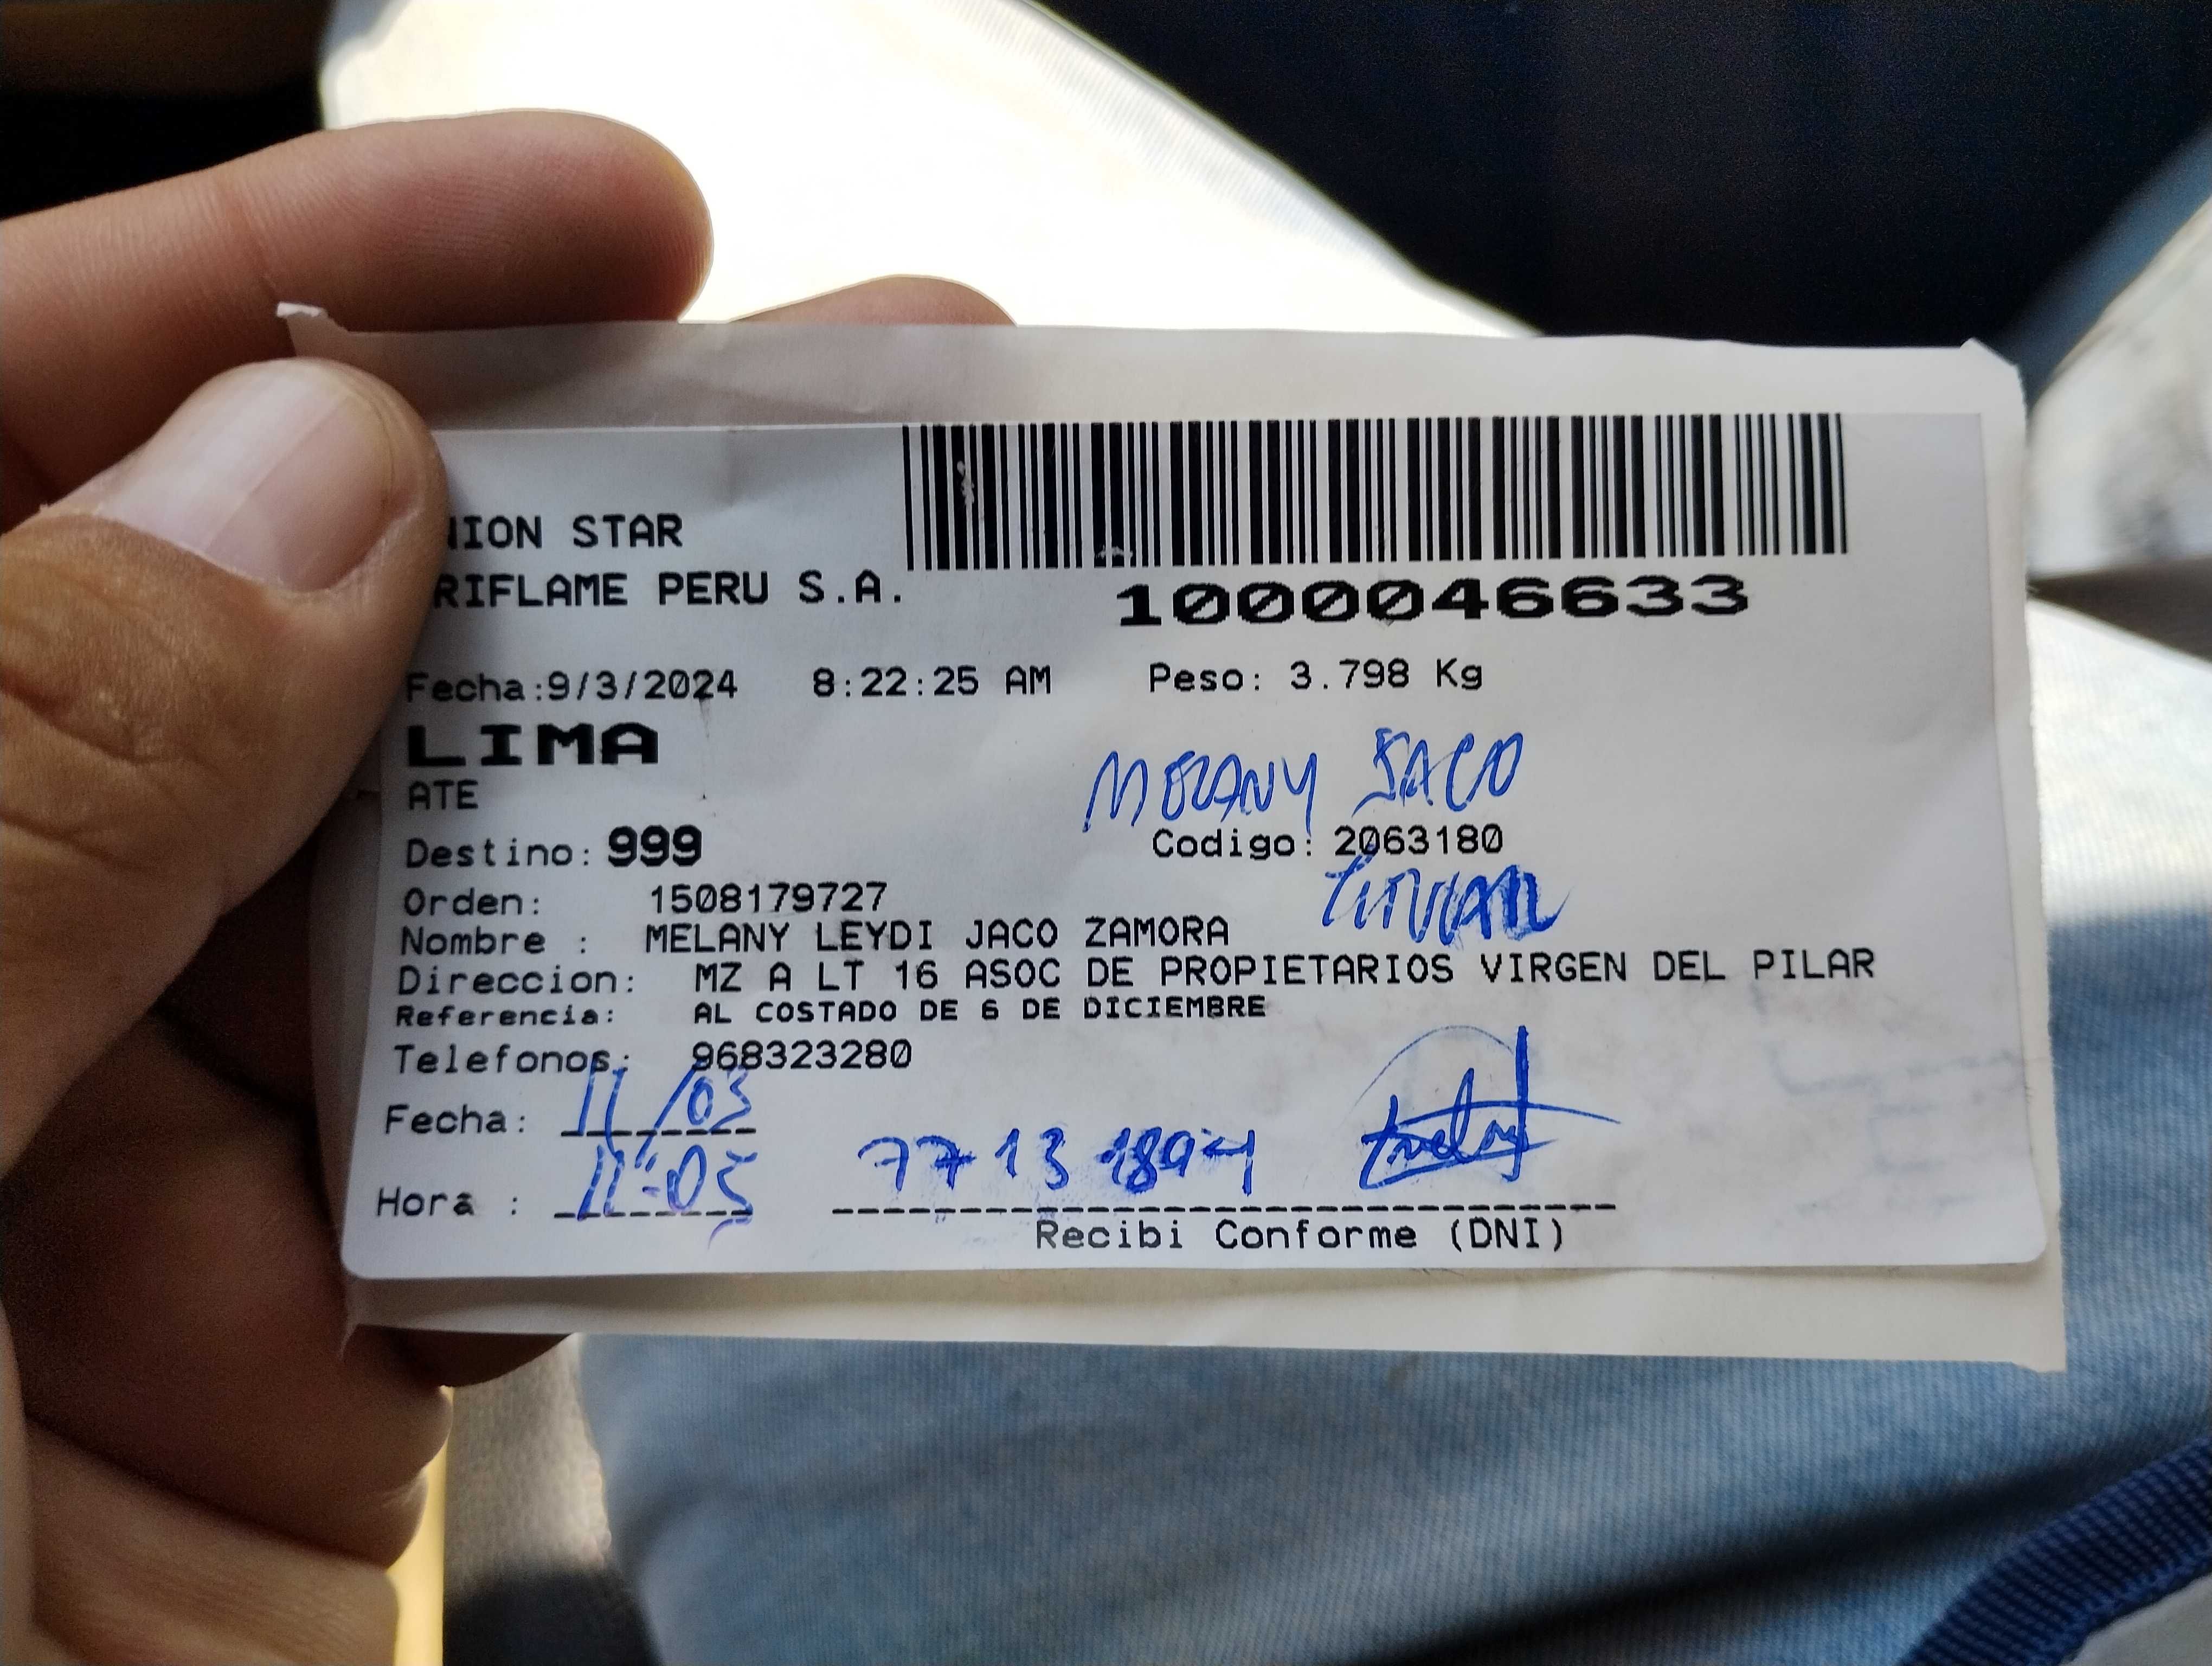 NION STAR
RIFLAME PERU S.A.
1000046633
Fecha:9/3/2024 8:22:25 AM Peso: 3.798 Kg
LIMA
MELANY JACO
ATE
Destino: 999 Codigo: 2063180
Orden: 1508179727
TITULAR
Nombre : MELANY LEYDI JACO ZAMORA
Direccion: MZ A LT 16 ASOC DE PROPIETARIOS VIRGEN DEL PILAR
Referencia: AL COSTADO DE 6 DE DICIEMBRE
Telefonos: 968323280
Fecha: 11/03
Hora : 11:05
Recibi Conforme (DNI)